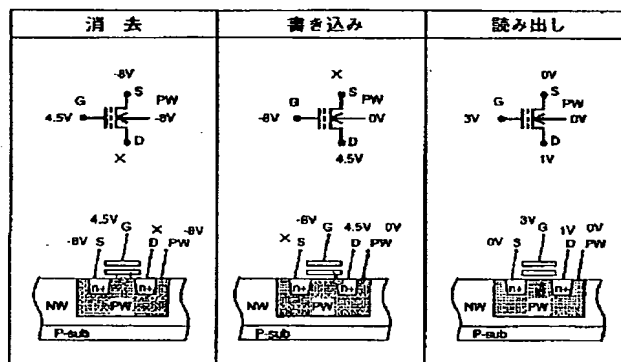 消去
-8V
S
PW
G
4.5V
-8V
D
×
4.5V
G
×
-8V
-8V
S
D
PW
n+
n+
NW
PW
P-sub
書き込み
×
S
PW
G
-8V
0V
D
4.5V
-8V
G
4.5V
0V
×
S
D
PW
n+
n+
NW
PW
P-sub
読み出し
0V
S
PW
G
3V
0V
D
1V
3V
G
1V
0V
0V
S
D
PW
n+
n+
NW
PW
P-sub